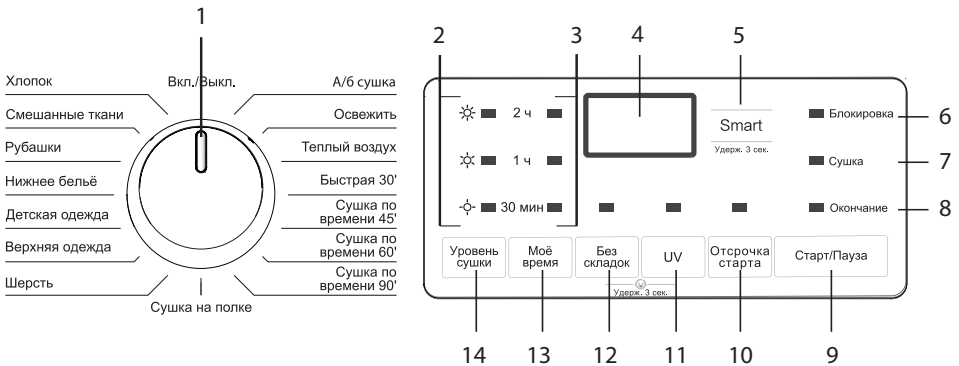 1
2
3
4
5
Хлопок
Вкл./Выкл.
А/б сушка
Смешанные ткани
Освежить
Рубашки
Теплый воздух
Нижнее бельё
Быстрая 30'
Детская одежда
Сушка по
времени 45'
Верхняя одежда
Сушка по
времени 60'
Шерсть
Сушка по
времени 90'
Сушка на полке
2 ч
1 ч
30 мин
Smart
Удерж. 3 сек.
Блокировка
6
Сушка
7
Окончание
8
Уровень
сушки
Моё
время
Без
складок
UV
Отсрочка
старта
Старт/Пауза
Удерж. 3 сек.
14
13
12
11
10
9